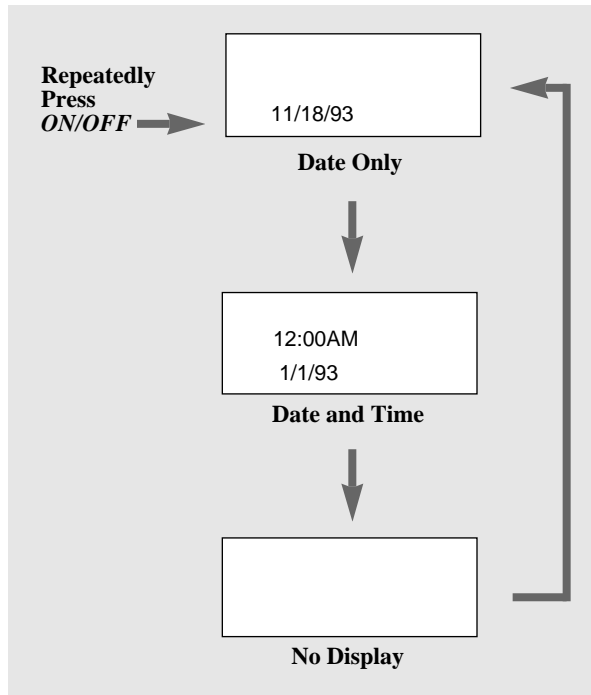 Repeatedly
Press
ON/OFF
11/18/93
Date Only
12:00AM
1/1/93
Date and Time
No Display